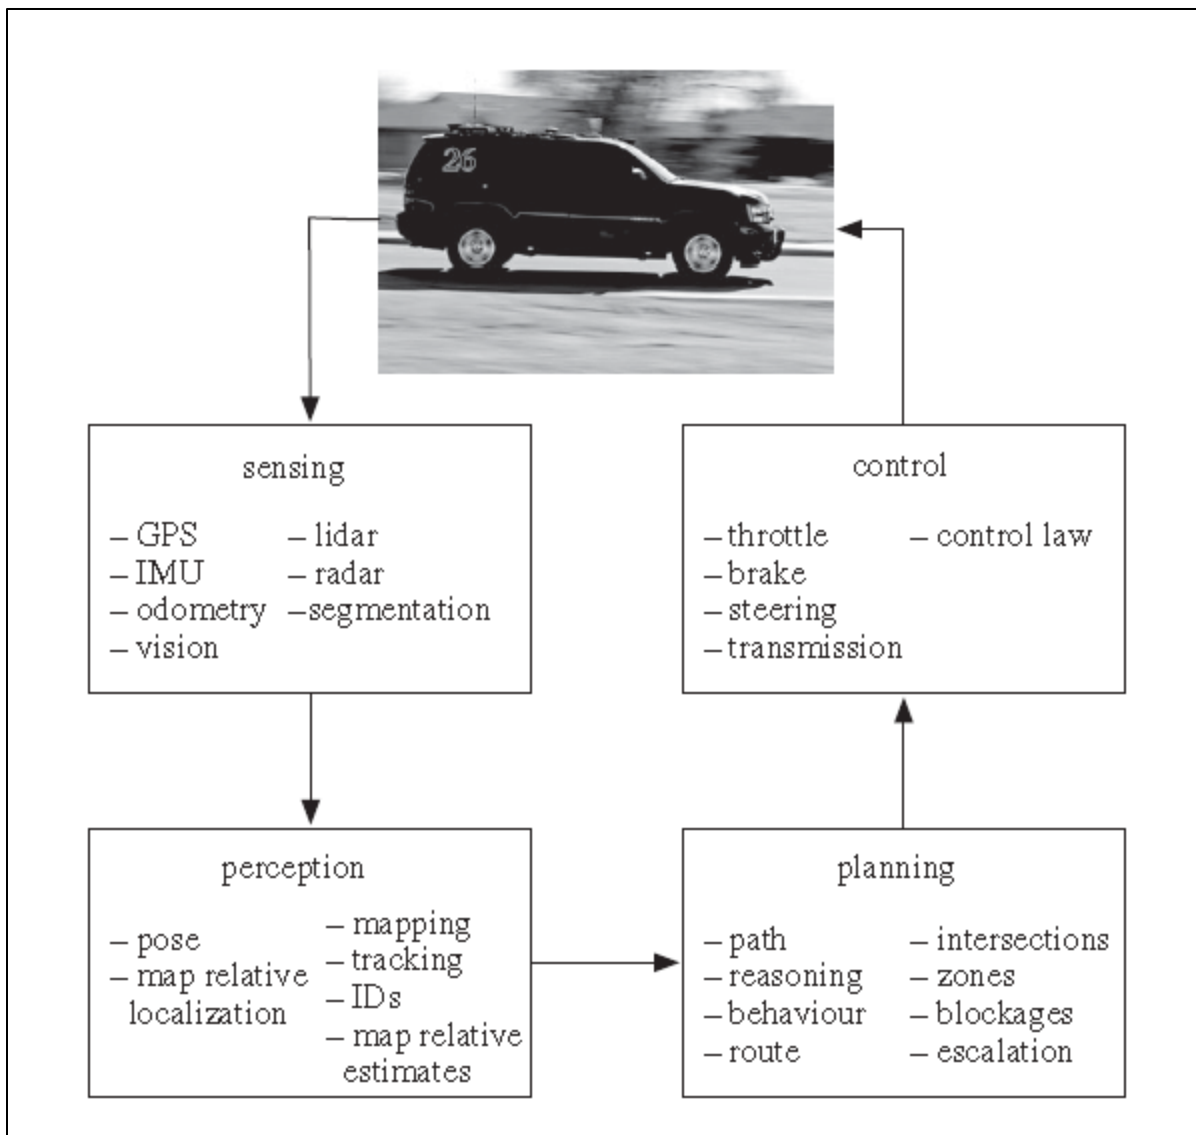 26
sensing
– GPS
– IMU
– odometry
– vision
– lidar
– radar
–segmentation
control
– throttle
– brake
– steering
– transmission
– control law
perception
– pose
– map relative
localization
– mapping
– tracking
– IDs
– map relative
estimates
planning
– path
– reasoning
– behaviour
– route
– intersections
– zones
– blockages
– escalation